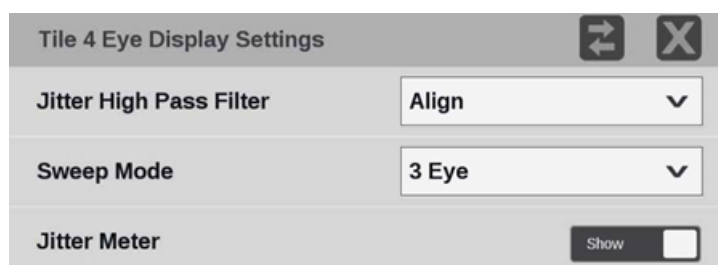 Tile 4 Eye Display Settings
Jitter High Pass Filter Align
Sweep Mode 3 Eye
Jitter Meter Show